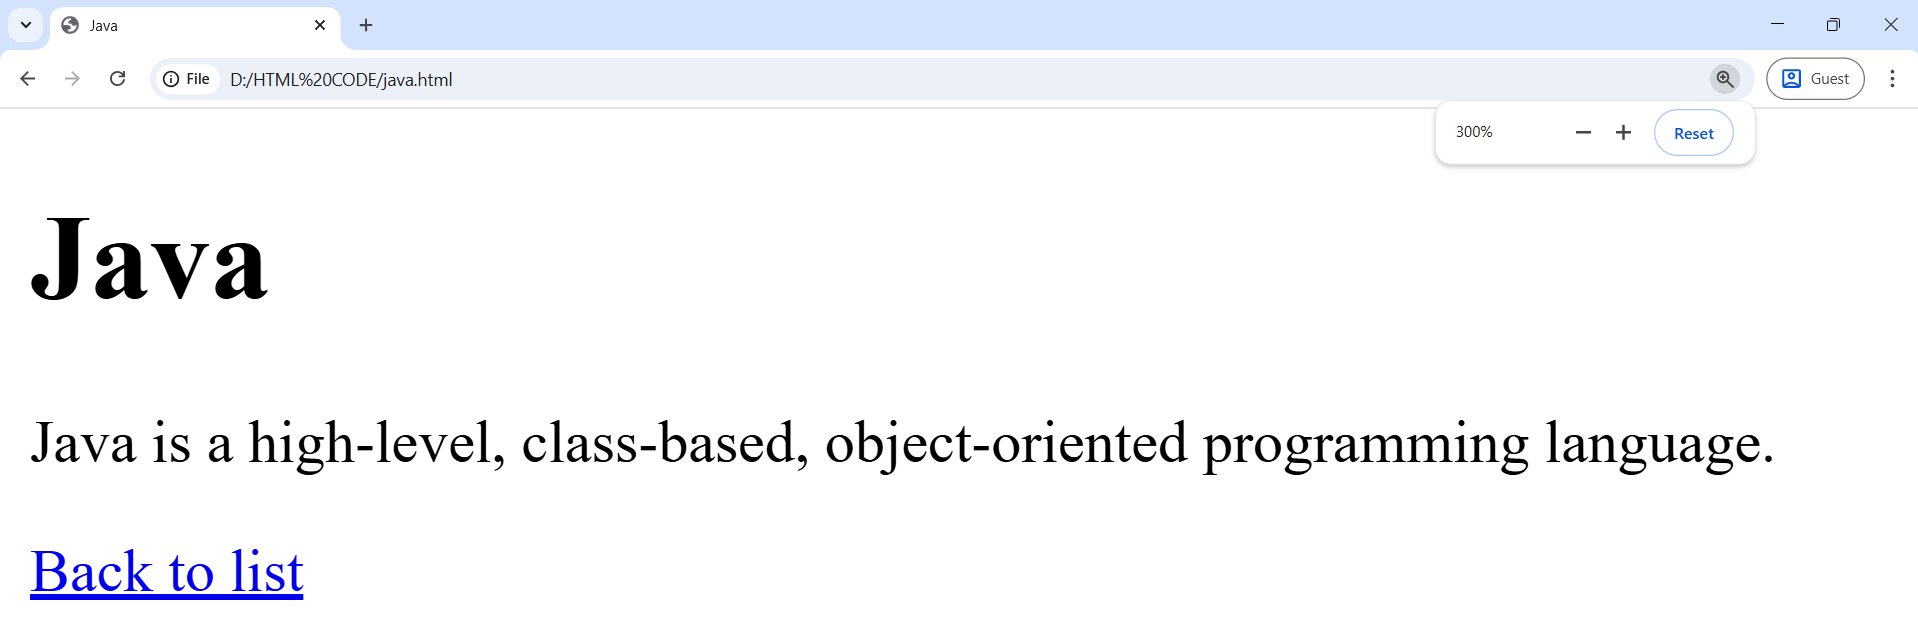 Java
File D:/HTML%20CODE/java.html Guest
300% Reset
Java
Java is a high-level, class-based, object-oriented programming language.
Back to list